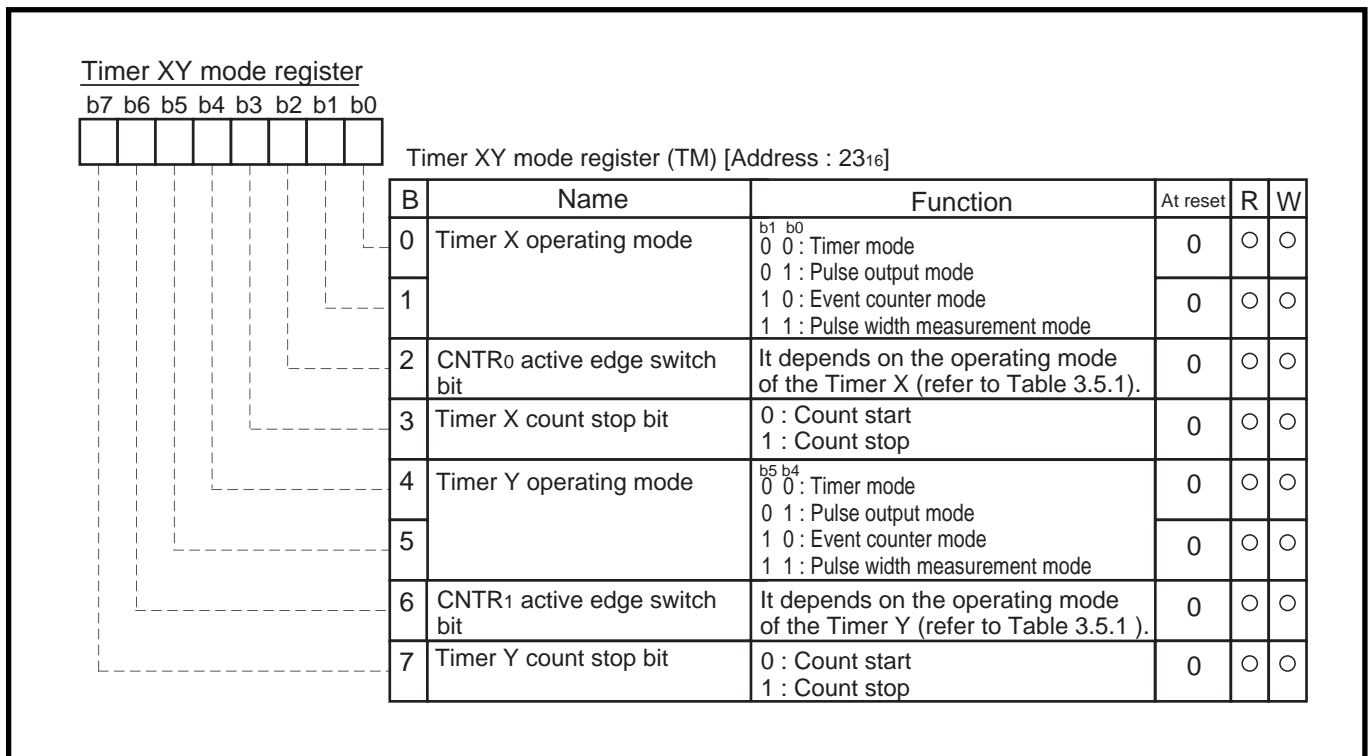 Timer XY mode register
b7 b6 b5 b4 b3 b2 b1 b0
Timer XY mode register (TM) [Address : 2316]
B Name Function At reset R W
0 Timer X operating mode
b1 b0
0 0 : Timer mode
0 ○ ○
0 1 : Pulse output mode
1
1 0 : Event counter mode
0 ○ ○
1 1 : Pulse width measurement mode
2 CNTR0 active edge switch bit
It depends on the operating mode
of the Timer X (refer to Table 3.5.1).
0 ○ ○
3 Timer X count stop bit
0 : Count start
1 : Count stop
0 ○ ○
4 Timer Y operating mode
b5 b4
0 0 : Timer mode
0 ○ ○
0 1 : Pulse output mode
5
1 0 : Event counter mode
0 ○ ○
1 1 : Pulse width measurement mode
6 CNTR1 active edge switch bit
It depends on the operating mode
of the Timer Y (refer to Table 3.5.1 ).
0 ○ ○
7 Timer Y count stop bit
0 : Count start
1 : Count stop
0 ○ ○